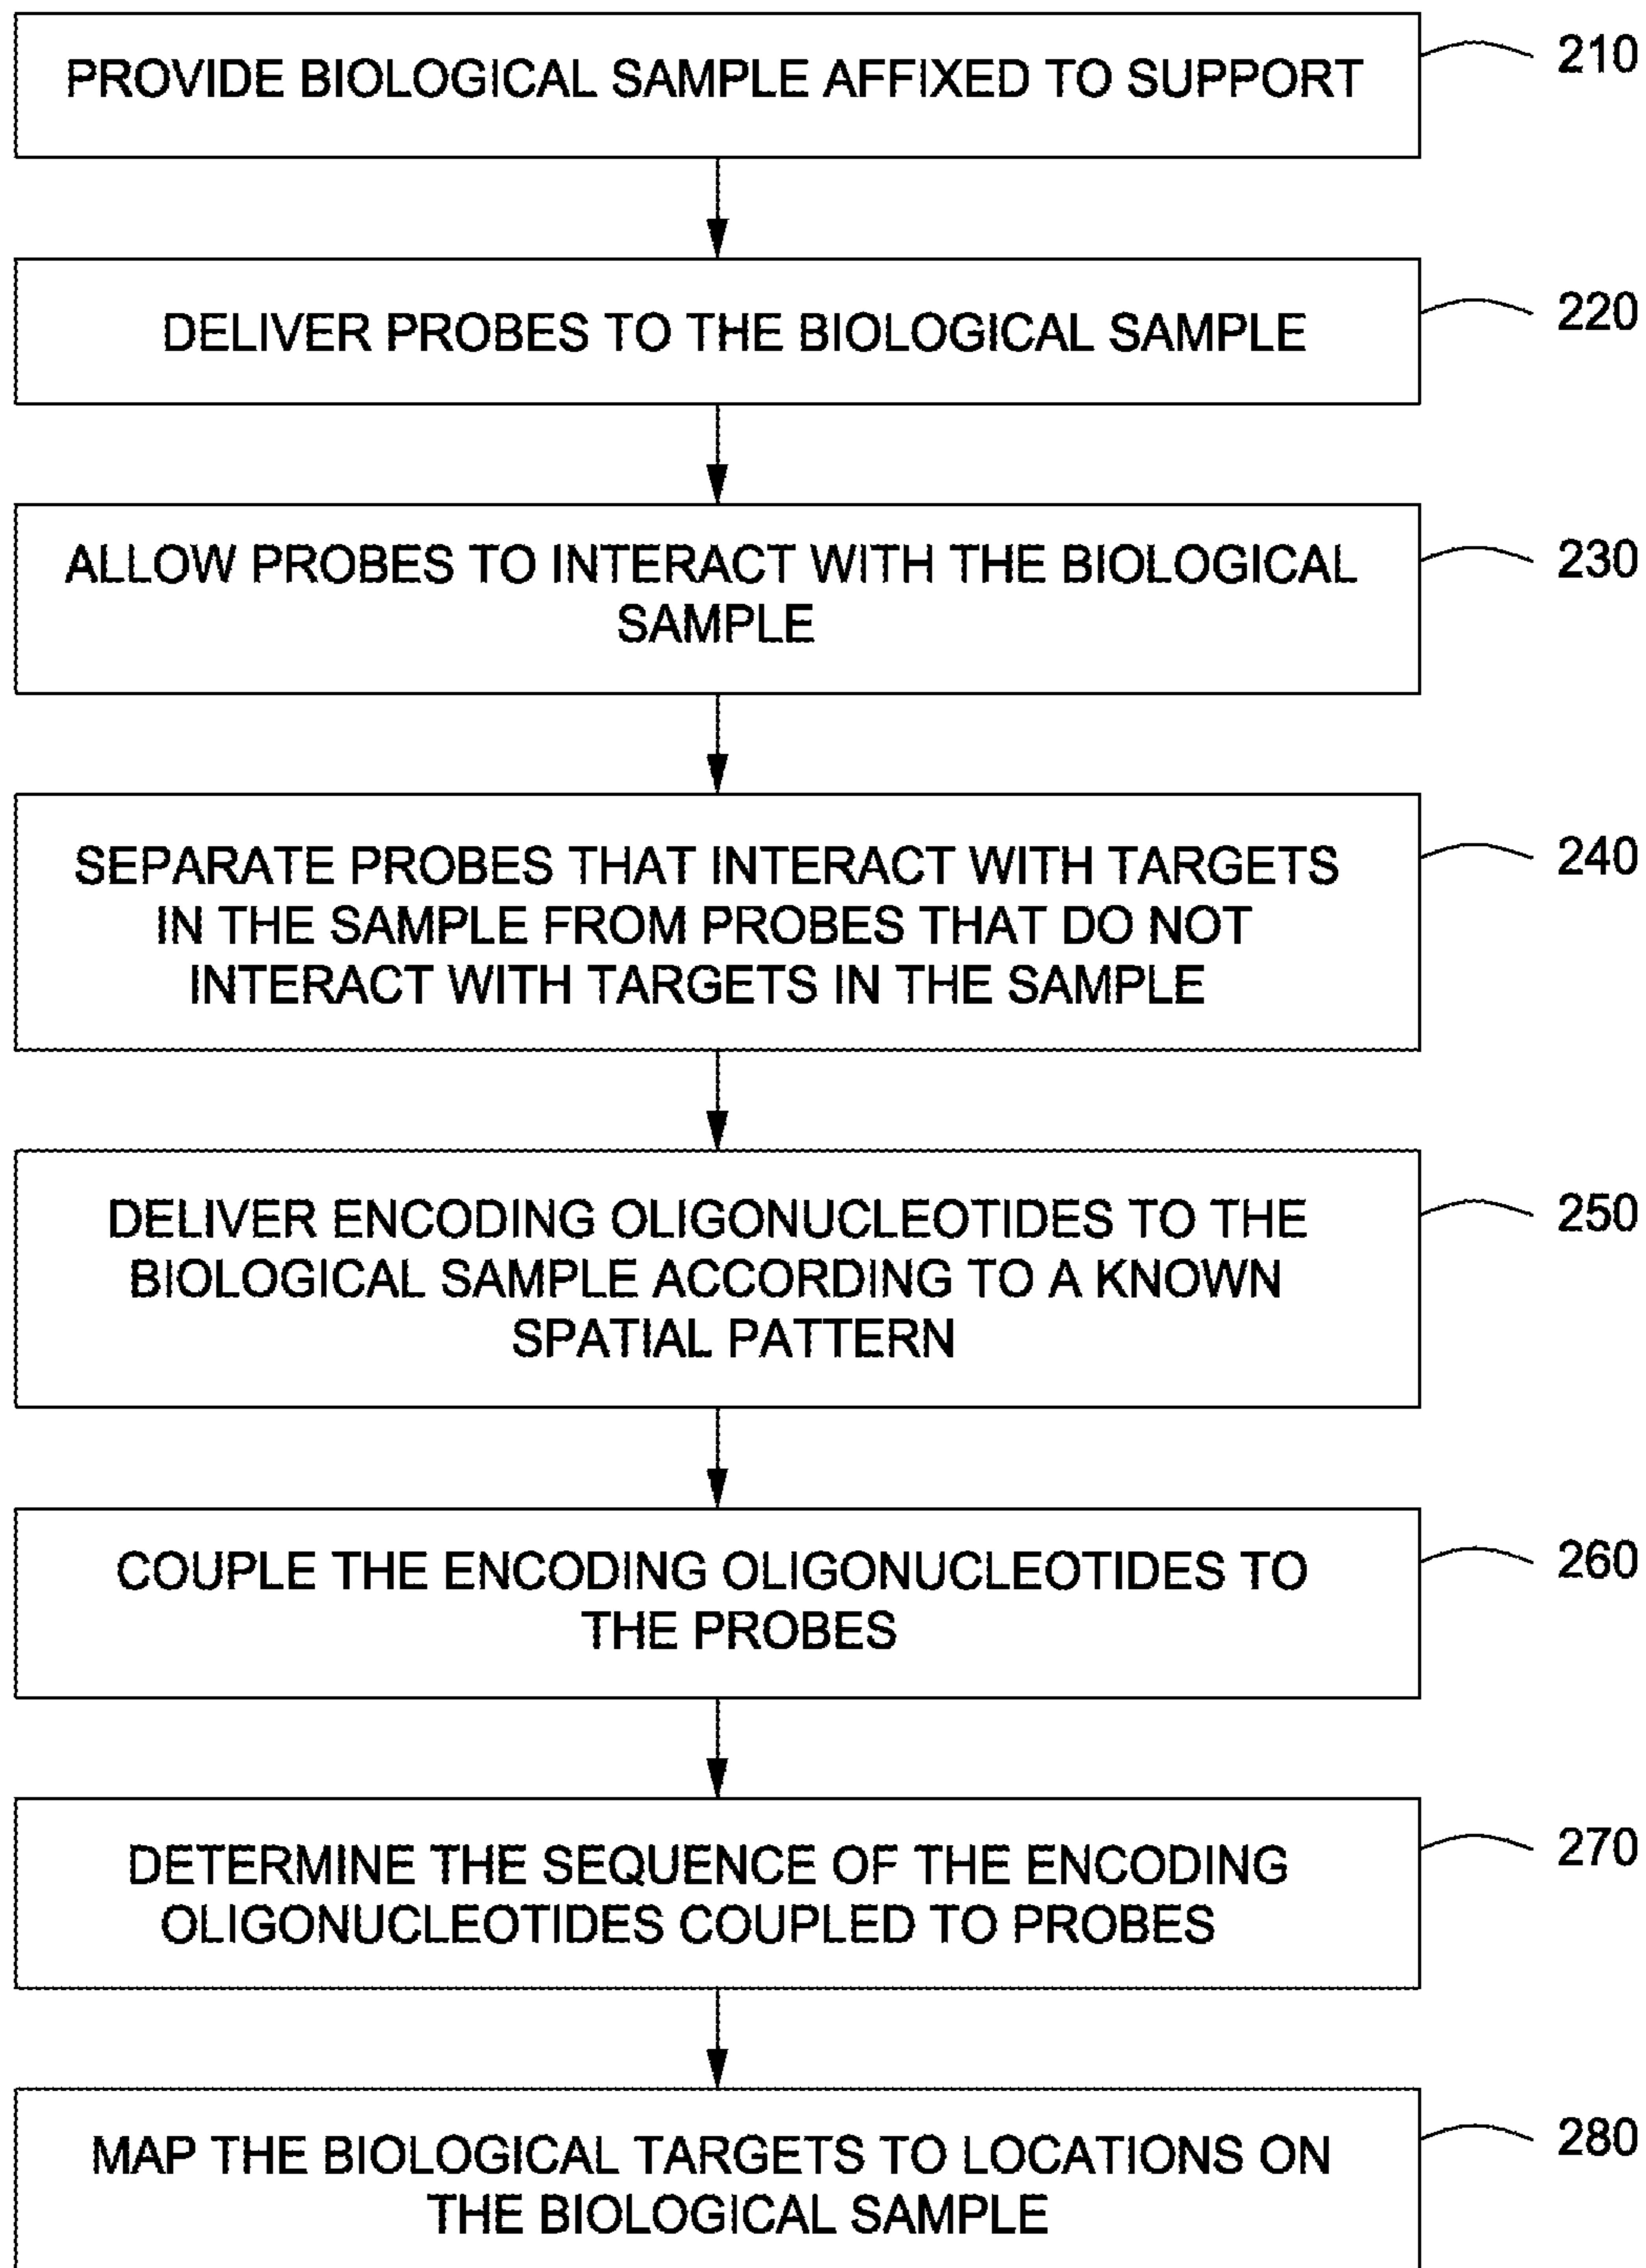 PROVIDE BIOLOGICAL SAMPLE AFFIXED TO SUPPORT
210
DELIVER PROBES TO THE BIOLOGICAL SAMPLE
220
ALLOW PROBES TO INTERACT WITH THE BIOLOGICAL
SAMPLE
230
SEPARATE PROBES THAT INTERACT WITH TARGETS
IN THE SAMPLE FROM PROBES THAT DO NOT
INTERACT WITH TARGETS IN THE SAMPLE
240
DELIVER ENCODING OLIGONUCLEOTIDES TO THE
BIOLOGICAL SAMPLE ACCORDING TO A KNOWN
SPATIAL PATTERN
250
COUPLE THE ENCODING OLIGONUCLEOTIDES TO
THE PROBES
260
DETERMINE THE SEQUENCE OF THE ENCODING
OLIGONUCLEOTIDES COUPLED TO PROBES
270
MAP THE BIOLOGICAL TARGETS TO LOCATIONS ON
THE BIOLOGICAL SAMPLE
280